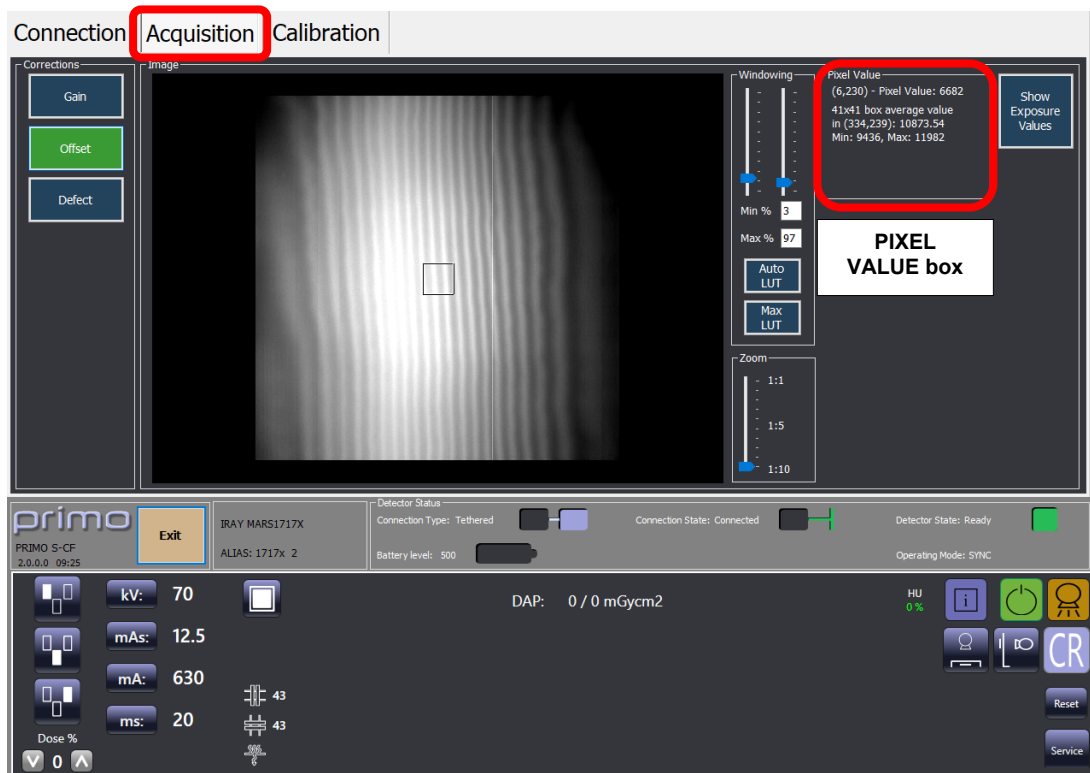 Connection Acquisition Calibration
Corrections
Gain
Offset
Defect
Image
Windowing
Min % 3
Max % 97
Auto
LUT
Max
LUT
Zoom
1:1
1:5
1:10
Pixel Value
(6,230) - Pixel Value: 6682
41x41 box average value
in (334,239): 10873.54
Min: 9436, Max: 11982
Show
Exposure
Values
PIXEL
VALUE box
primo
PRIMO S-CF
2.0.0.0 09:25
Exit
IRAY MARS1717X
ALIAS: 1717x 2
Detector Status
Connection Type: Tethered
Connection State: Connected
Detector State: Ready
Battery level: 500
Operating Mode: SYNC
kV: 70
mAs: 12.5
mA: 630
ms: 20
Dose %
0
43
43
DAP: 0 / 0 mGycm2
HU
0 %
i
CR
Reset
Service